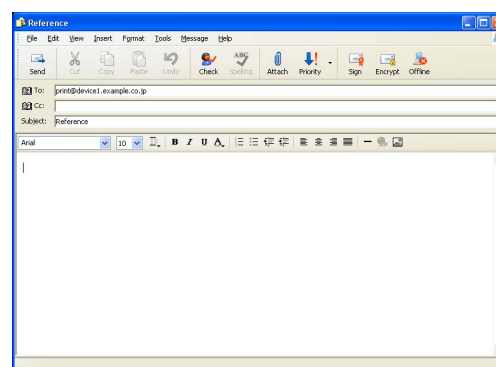 Reference
File Edit View Insert Format Tools Message Help
Send Cut Copy Paste Undo Check Spelling Attach Priority Sign Encrypt Offline
To: print@device1.example.co.jp
Cc:
Subject: Reference
Arial 10 B I U A